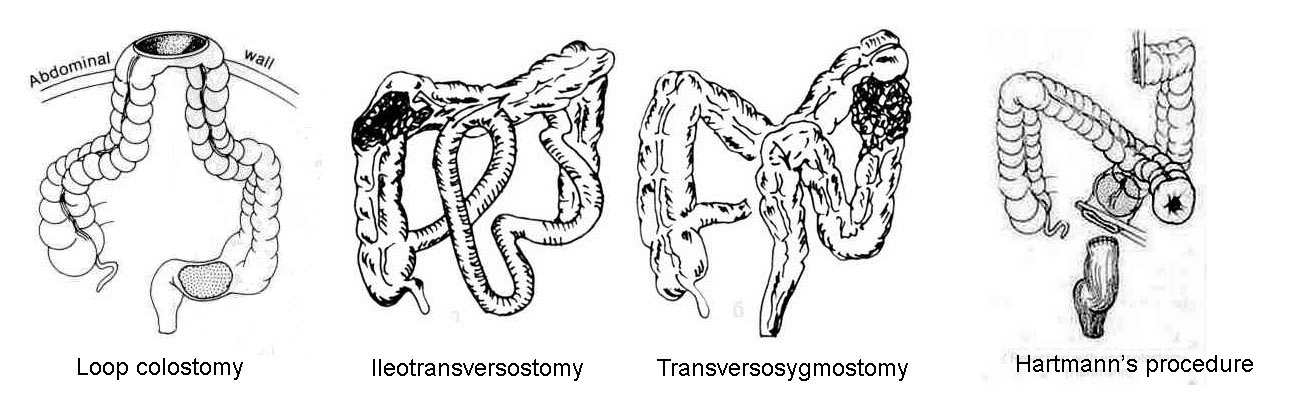 Abdominal wall
б
Loop colostomy
Ileotransversostomy
Transversosygmostomy
Hartmann's procedure